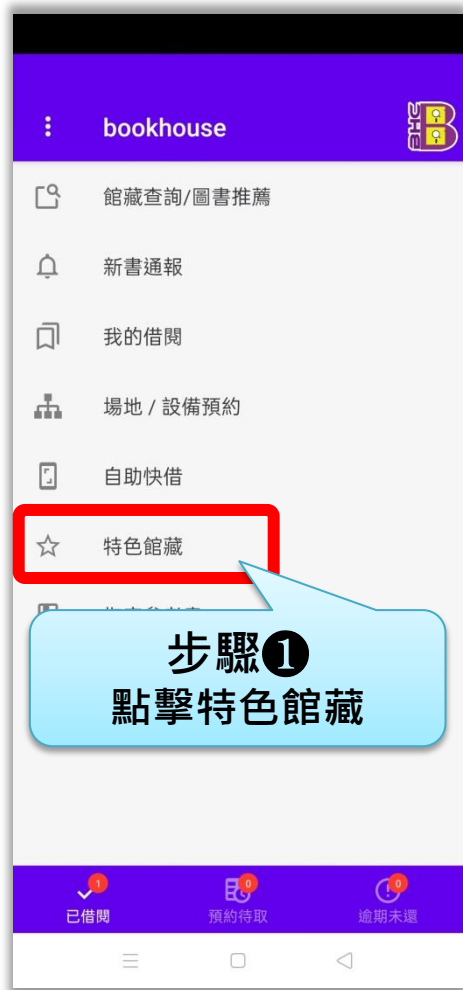 bookhouse
B
SHE
館藏查詢/圖書推薦
新書通報
我的借閱
場地 / 設備預約
自助快借
特色館藏
步驟❶
點擊特色館藏
1
0
0
已借閱
預約待取
逾期未還